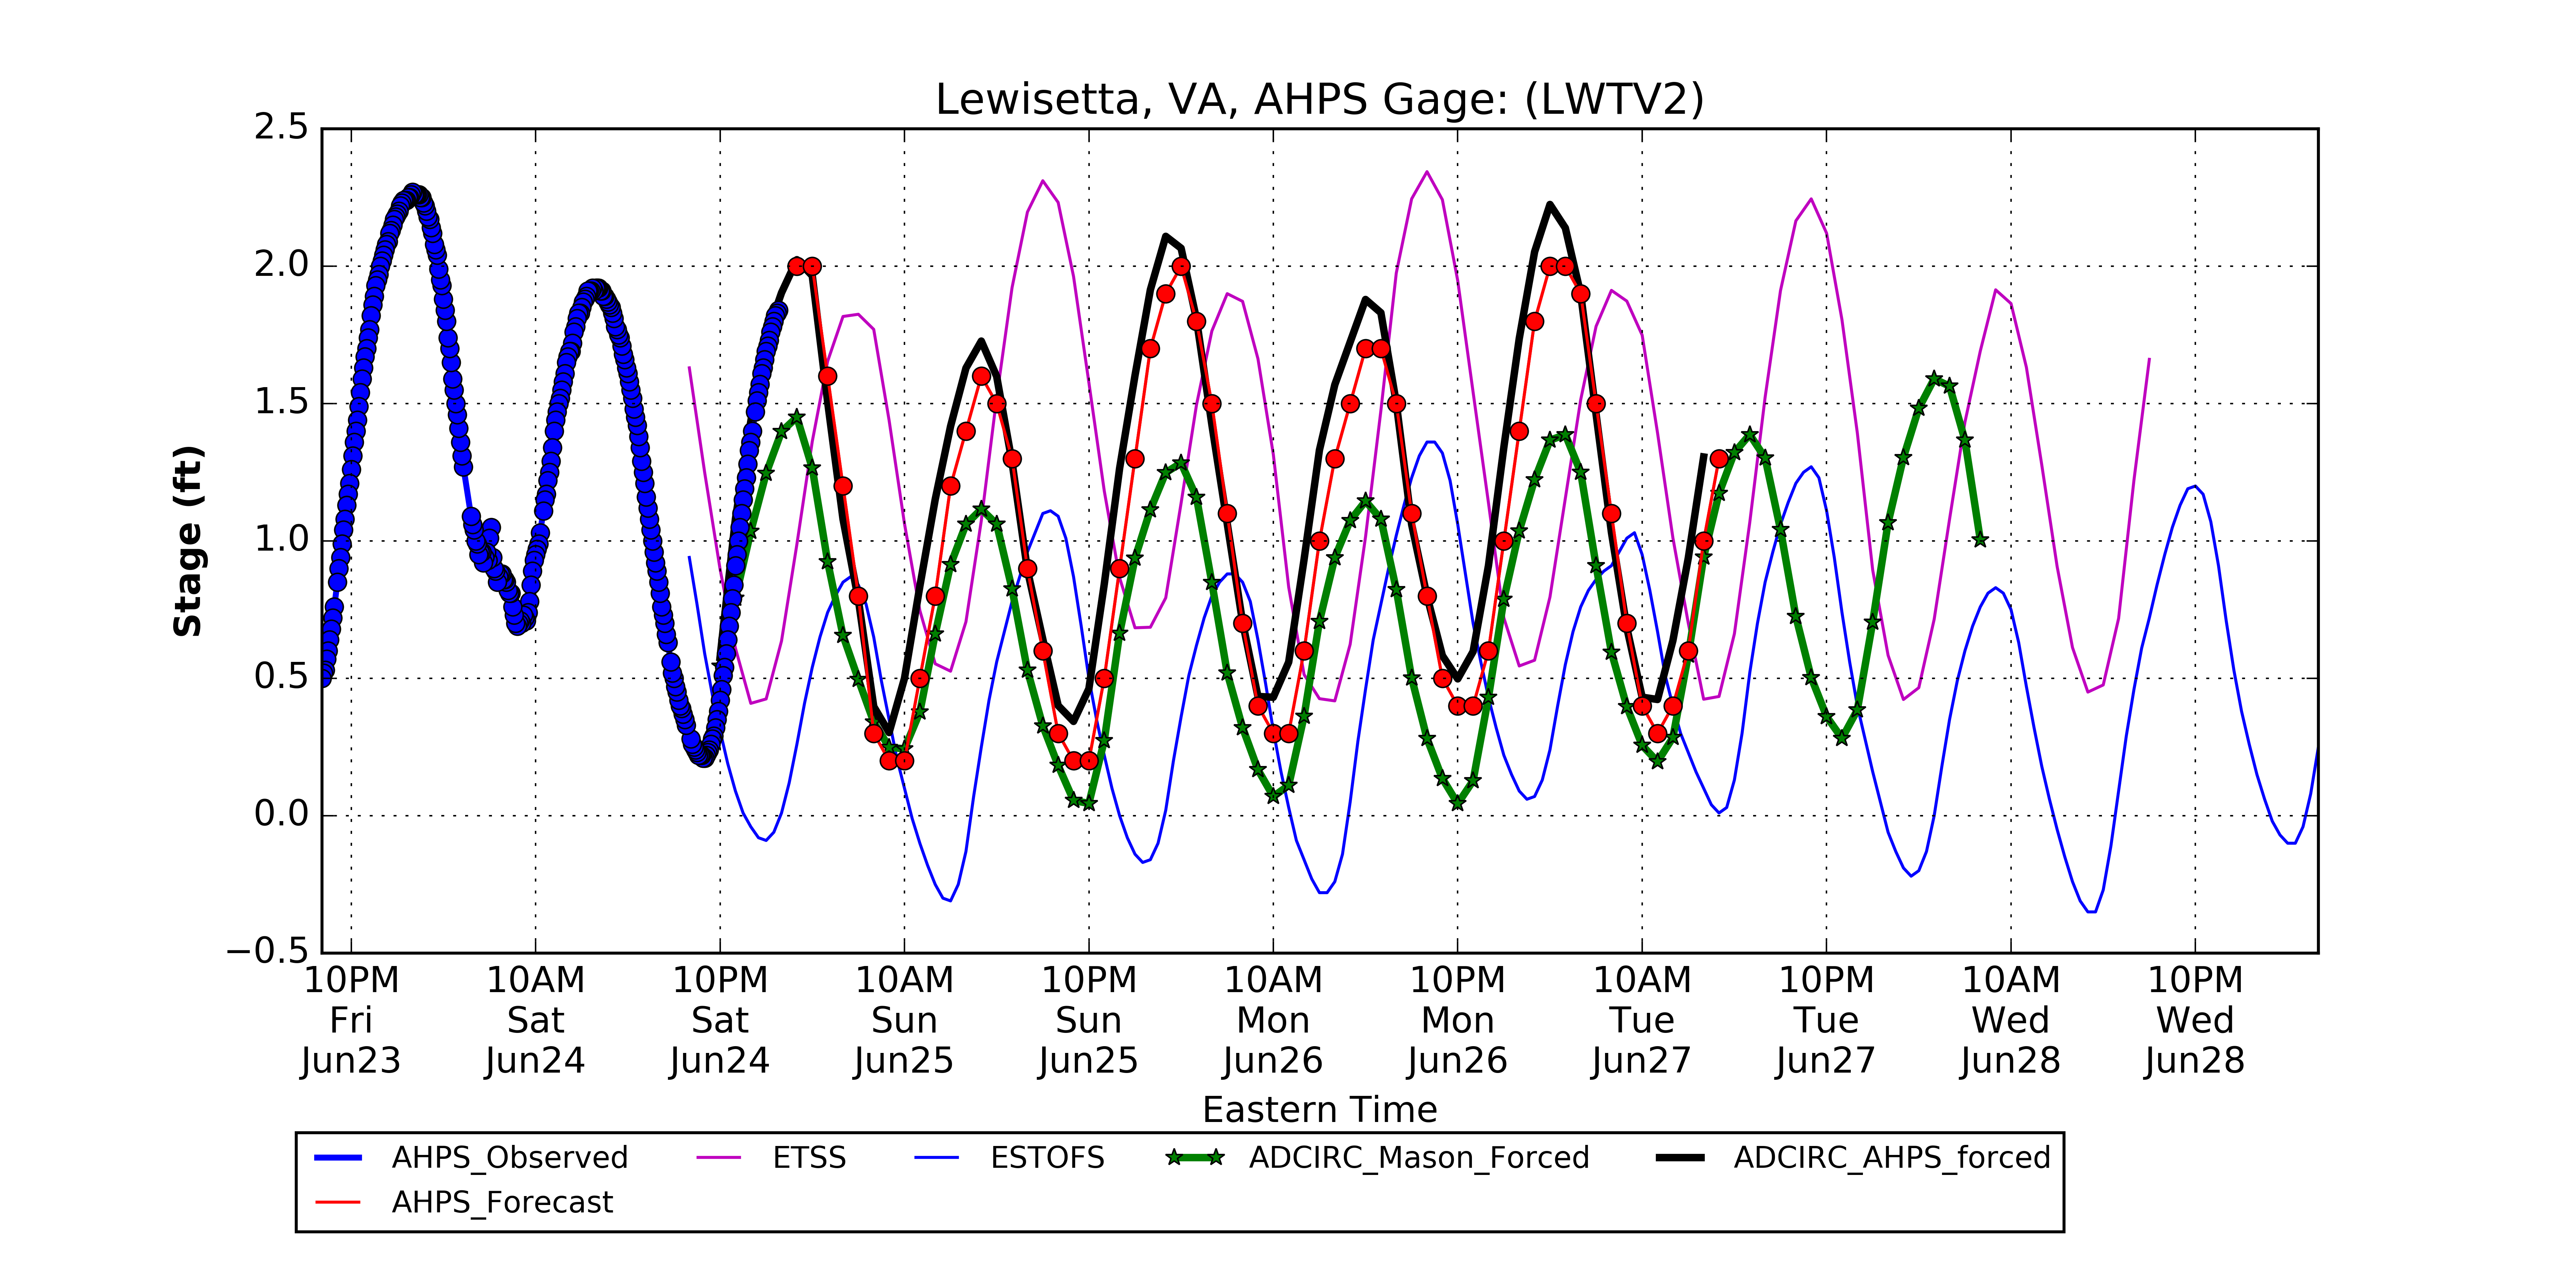 Lewisetta, VA, AHPS Gage: (LWTV2)
2.5
2.0
1.5
1.0
0.5
0.0
−0.5
Stage (ft)
10PM 10AM 10PM 10AM 10PM 10AM 10PM 10AM 10PM 10AM 10PM
Fri Sat Sat Sun Sun Mon Mon Tue Tue Wed Wed
Jun23 Jun24 Jun24 Jun25 Jun25 Jun26 Jun26 Jun27 Jun27 Jun28 Jun28
Eastern Time
AHPS_Observed ETSS ESTOFS ADCIRC_Mason_Forced ADCIRC_AHPS_forced
AHPS_Forecast